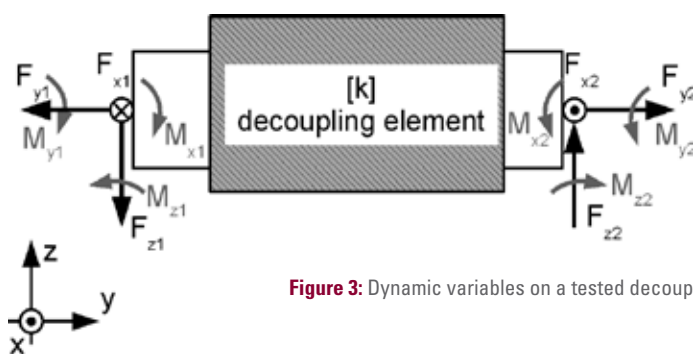 F y1
F x1
M y1
M x1
M z1
F z1
[k]
decoupling element
F x2
F y2
M x2
M y2
M z2
F z2
z
y
x
Figure 3: Dynamic variables on a tested decoup